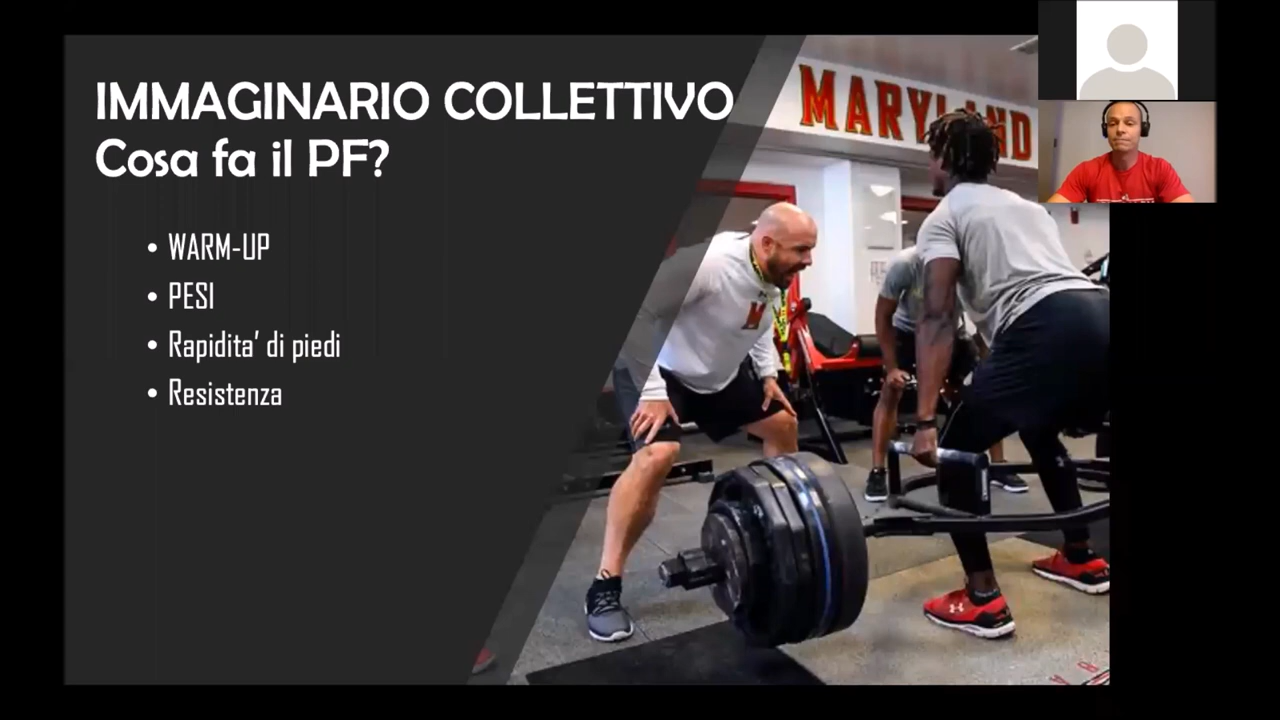 IMMAGINARIO COLLETTIVO
Cosa fa il PF?
• WARM-UP
• PESI
• Rapidita' di piedi
• Resistenza
MARYLAND
M